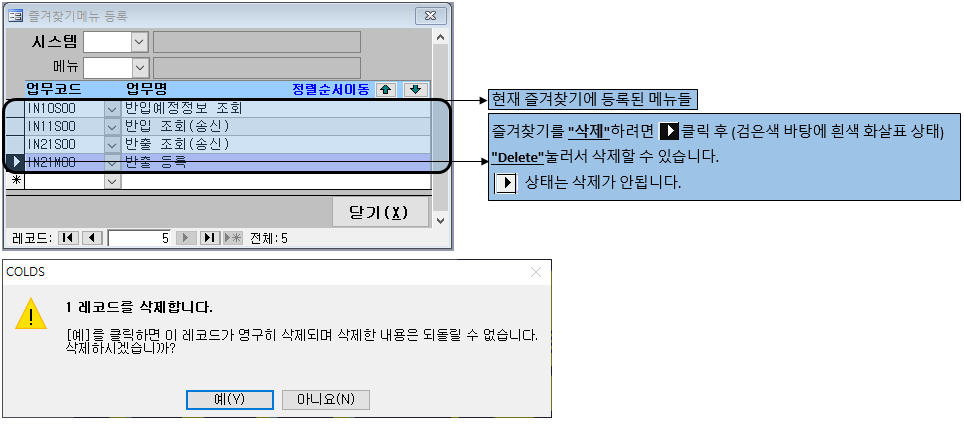 즐겨찾기메뉴 등록
시스템
메뉴
업무코드 업무명 정렬순서이동
IN10S00 반입예정정보 조회
IN11S00 반입 조회(송신)
IN21S00 반출 조회(송신)
IN21M00 반출 등록
*
닫기(X)
레코드: 5 전체: 5
현재 즐겨찾기에 등록된 메뉴들
즐겨찾기를 "삭제"하려면 클릭 후 (검은색 바탕에 흰색 화살표 상태)
"Delete"눌러서 삭제할 수 있습니다.
상태는 삭제가 안됩니다.
COLDS
1 레코드를 삭제합니다.
[예]를 클릭하면 이 레코드가 영구히 삭제되며 삭제한 내용은 되돌릴 수 없습니다.
삭제하시겠습니까?
예(Y) 아니요(N)